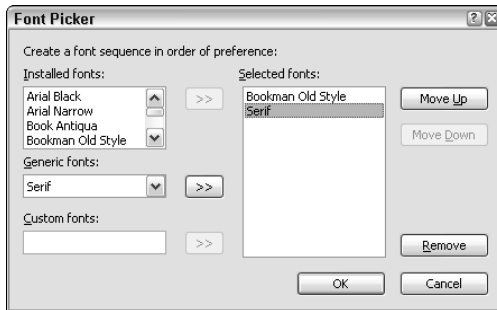 Font Picker
Create a font sequence in order of preference:
Installed fonts:
Arial Black
Arial Narrow
Book Antiqua
Bookman Old Style
>>
Generic fonts:
Serif
>>
Custom fonts:
>>
Selected fonts:
Bookman Old Style
Serif
Move Up
Move Down
Remove
OK
Cancel